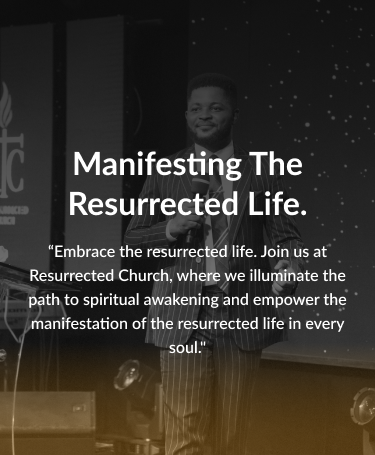 Manifesting The
Resurrected Life.
“Embrace the resurrected life. Join us at
Resurrected Church, where we illuminate the
path to spiritual awakening and empower the
manifestation of the resurrected life in every
soul."